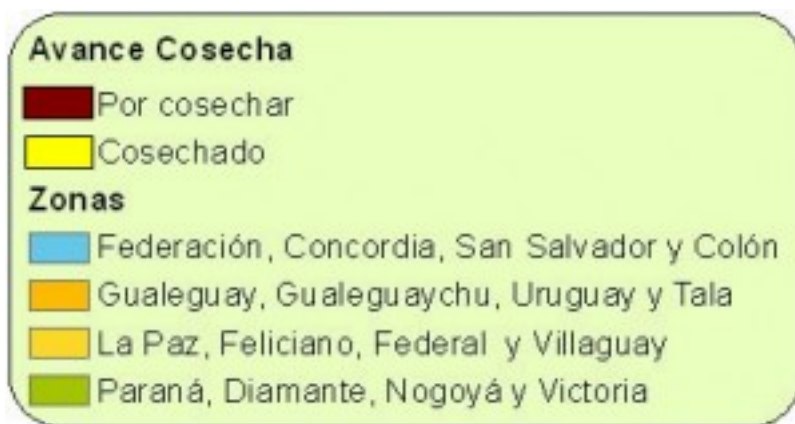 Avance Cosecha
Por cosechar
Cosechado
Zonas
Federación, Concordia, San Salvador y Colón
Gualeguay, Gualeguaychu, Uruguay y Tala
La Paz, Feliciano, Federal y Villaguay
Paraná, Diamante, Nogoyá y Victoria